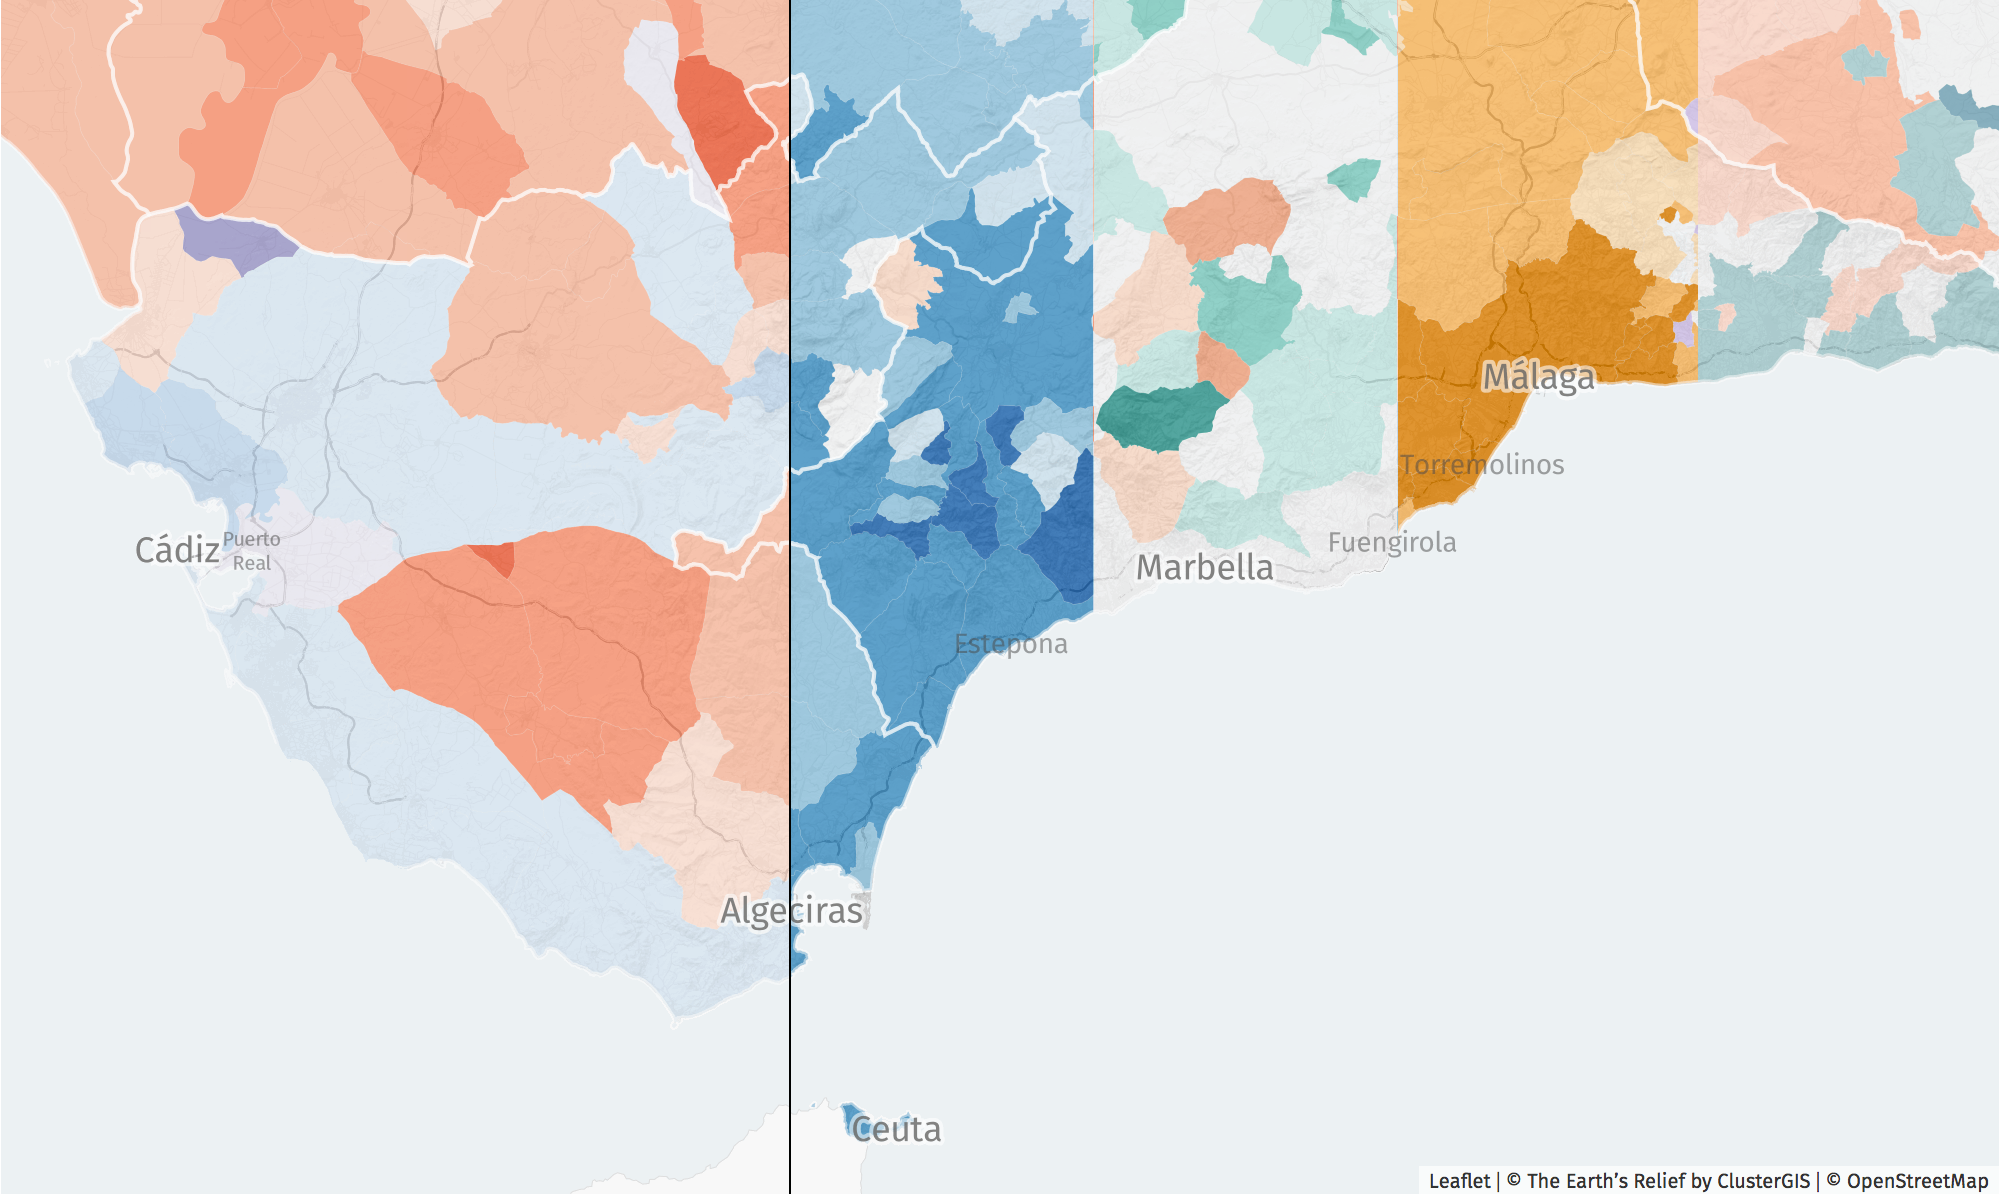 Málaga
Torremolinos
Cádiz
Puerto
Real
Fuengirola
Marbella
Estepona
Algeciras
Ceuta
Leaflet | © The Earth's Relief by ClusterGIS | © OpenStreetMap